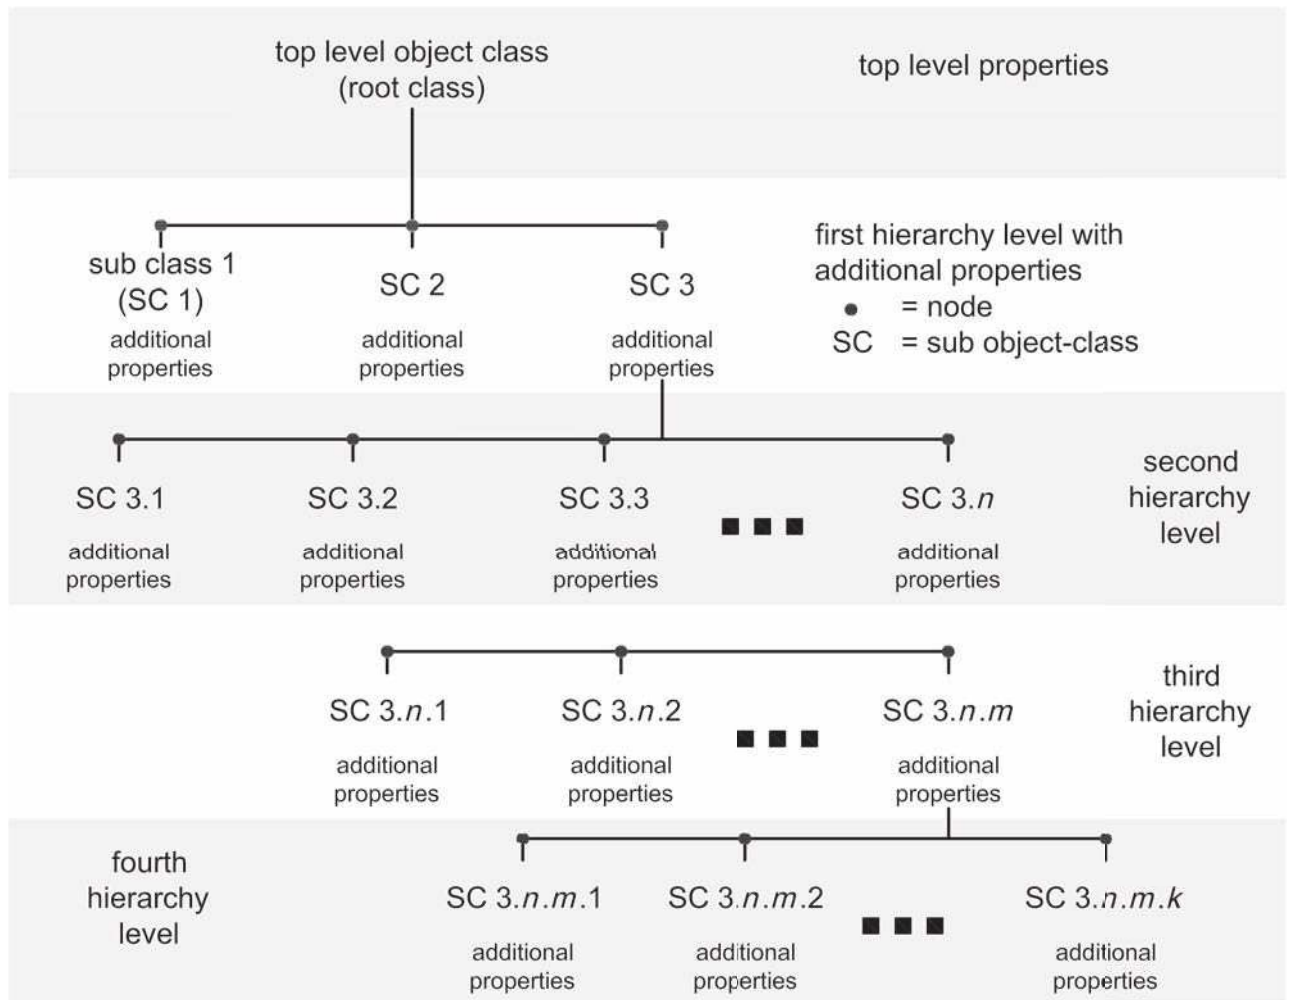 top level object class
(root class)
top level properties
sub class 1
(SC 1)
additional
properties
SC 2
additional
properties
SC 3
additional
properties
first hierarchy level with
additional properties
● = node
SC = sub object-class
SC 3.1
additional
properties
SC 3.2
additional
properties
SC 3.3
additional
properties
SC 3.n
additional
properties
second
hierarchy
level
SC 3.n.1
additional
properties
SC 3.n.2
additional
properties
SC 3.n.m
additional
properties
third
hierarchy
level
fourth
hierarchy
level
SC 3.n.m.1
additional
properties
SC 3.n.m.2
additional
properties
SC 3.n.m.k
additional
properties